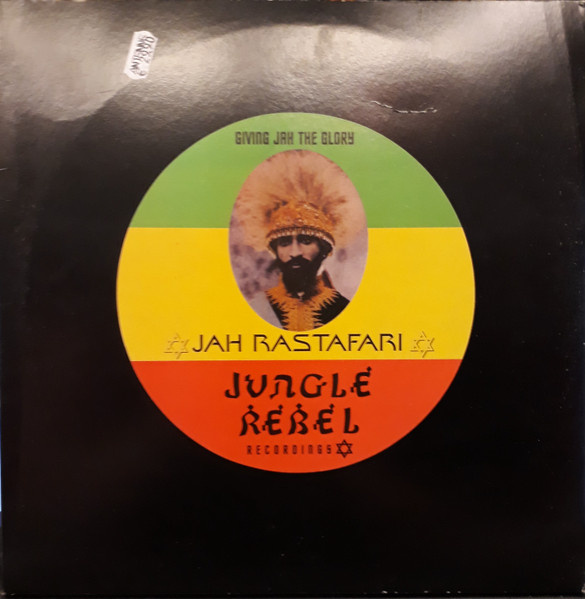 GIVING JAH THE GLORY
JAH RASTAFARI
JUNGLE
REBEL
RECORDINGS